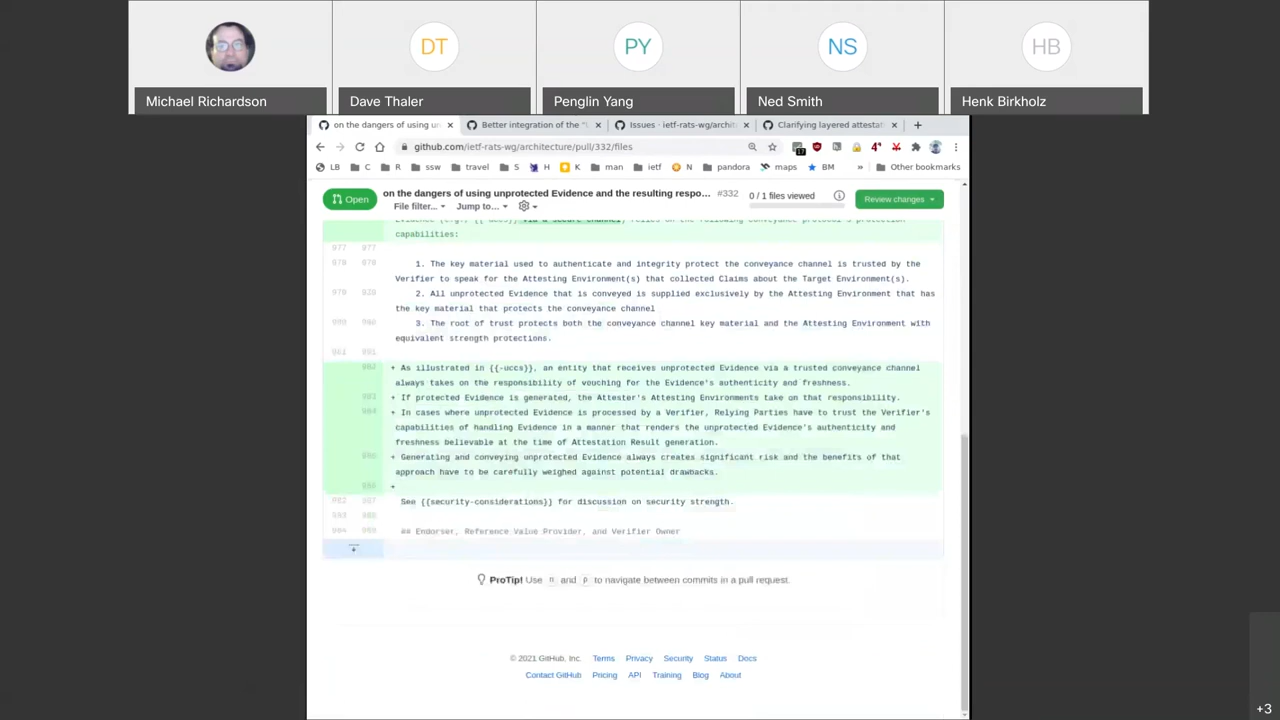 DT
PY
NS
HB
Michael Richardson
Dave Thaler
Penglin Yang
Ned Smith
Henk Birkholz
on the dangers of using un
Better integration of the "
Issues · ietf-rats-wg/archit
Clarifying layered attestat
github.com/ietf-rats-wg/architecture/pull/332/files
17
LB
C
R
ssw
travel
S
H
K
man
ietf
N
pandora
maps
BM
»
Other bookmarks
Open
on the dangers of using unprotected Evidence and the resulting respo... #332
File filter...
Jump to...
0 / 1 files viewed
Review changes
capabilities:
977 977
1. The key material used to authenticate and integrity protect the conveyance channel is trusted by the
Verifier to speak for the Attesting Environment(s) that collected Claims about the Target Environment(s).
2. All unprotected Evidence that is conveyed is supplied exclusively by the Attesting Environment that has
the key material that protects the conveyance channel
3. The root of trust protects both the conveyance channel key material and the Attesting Environment with
equivalent strength protections.
+ As illustrated in {{-uccs}}, an entity that receives unprotected Evidence via a trusted conveyance channel
always takes on the responsibility of vouching for the Evidence's authenticity and freshness.
+ If protected Evidence is generated, the Attester's Attesting Environments take on that responsibility.
+ In cases where unprotected Evidence is processed by a Verifier, Relying Parties have to trust the Verifier's
capabilities of handling Evidence in a manner that renders the unprotected Evidence's authenticity and
freshness believable at the time of Attestation Result generation.
+ Generating and conveying unprotected Evidence always creates significant risk and the benefits of that
approach have to be carefully weighed against potential drawbacks.
+
See {{security-considerations}} for discussion on security strength.
## Endorser, Reference Value Provider, and Verifier Owner
ProTip! Use n and p to navigate between commits in a pull request.
© 2021 GitHub, Inc. Terms Privacy Security Status Docs
Contact GitHub Pricing API Training Blog About
+3